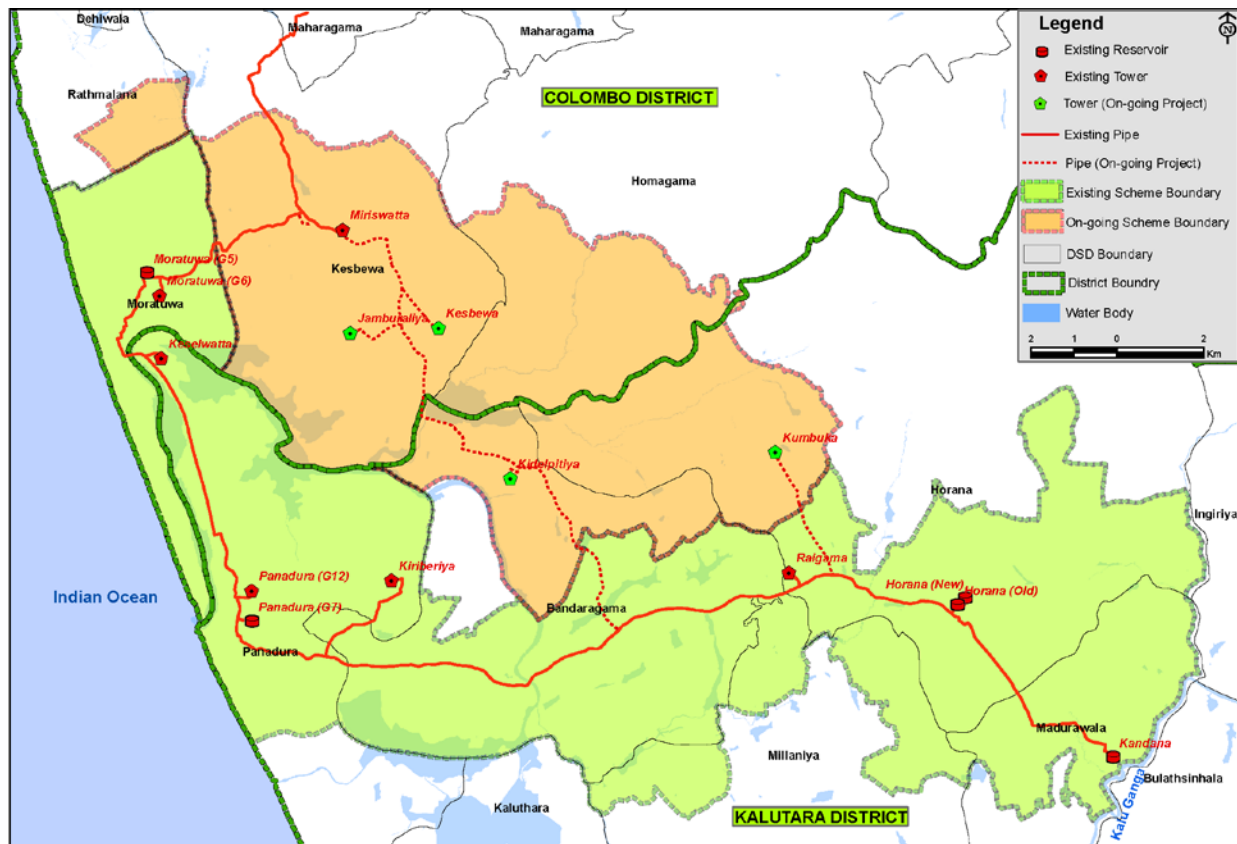 Dehiwala
Maharagama
Maharagama
Rathmalana
COLOMBO DISTRICT
Homagama
Miriswatta
Kesbewa
Moratuwa (G5)
Moratuwa (G6)
Moratuwa
Jamburaliya
Kesbewa
Keselwatta
Kumbuka
Kidelpitiya
Horana
Ingiriya
Indian Ocean
Panadura (G12)
Kiriberiya
Raigama
Horana (New)
Horana (Old)
Panadura (G7)
Bandaragama
Panadura
Madurawala
Kandana
Millaniya
Bulathsinhala
Kalu Ganga
Kaluthara
KALUTARA DISTRICT
Legend
N
Existing Reservoir
Existing Tower
Tower (On-going Project)
Existing Pipe
Pipe (On-going Project)
Existing Scheme Boundary
On-going Scheme Boundary
DSD Boundary
District Boundry
Water Body
2 1 0 2
Km